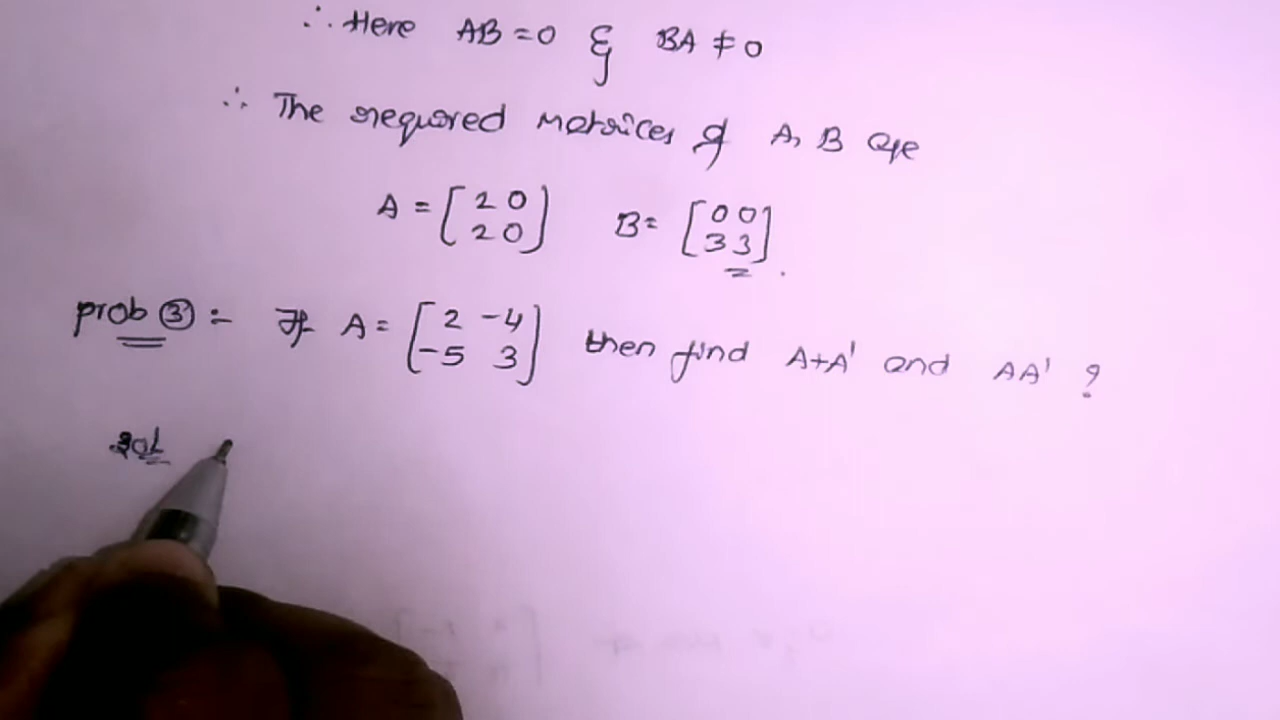 ∴ Here AB = 0 & BA ≠ 0
∴ The required matrices of A, B are
A = [2 0 B = [0 0
2 0] 3 3].
prob ③ :- If A = [2 -4 then find A+A' and AA' ?
-5 3]
Sol